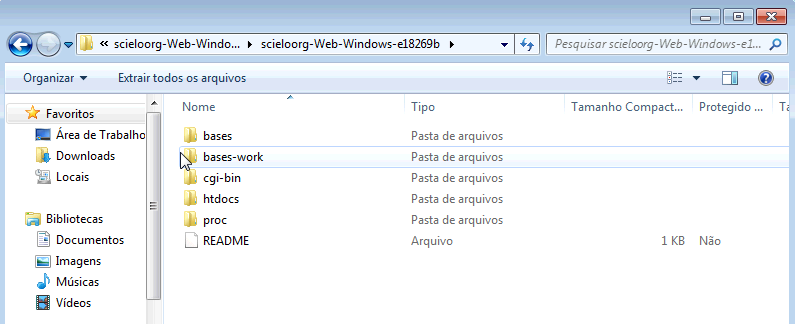 « scieloorg-Web-Windo... ▸ scieloorg-Web-Windows-e18269b ▸
Pesquisar scieloorg-Web-Windows-e1...
Organizar Extrair todos os arquivos
Favoritos
Área de Trabalho
Downloads
Locais
Bibliotecas
Documentos
Imagens
Músicas
Vídeos
Nome Tipo Tamanho Compact... Protegido ... Ta
bases Pasta de arquivos
bases-work Pasta de arquivos
cgi-bin Pasta de arquivos
htdocs Pasta de arquivos
proc Pasta de arquivos
README Arquivo 1 KB Não